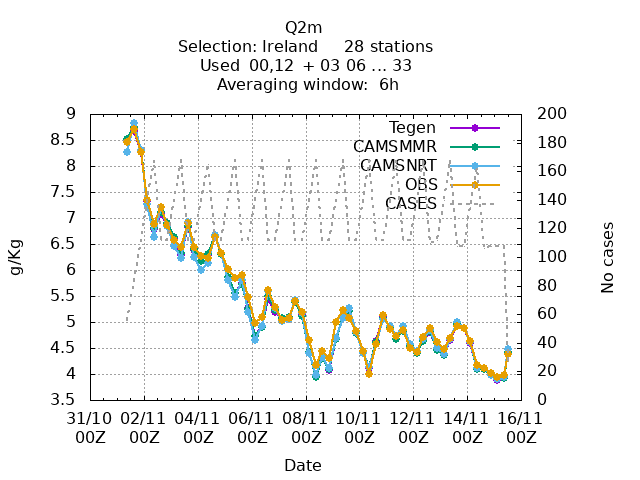 Q2m
Selection: Ireland 28 stations
Used 00,12 + 03 06 ... 33
Averaging window: 6h
Tegen
CAMSMMR
CAMSNRT
OBS
CASES
9
8.5
8
7.5
7
6.5
6
5.5
5
4.5
4
3.5
g/Kg
200
180
160
140
120
100
80
60
40
20
0
No cases
31/10 02/11 04/11 06/11 08/11 10/11 12/11 14/11 16/11
00Z 00Z 00Z 00Z 00Z 00Z 00Z 00Z 00Z
Date